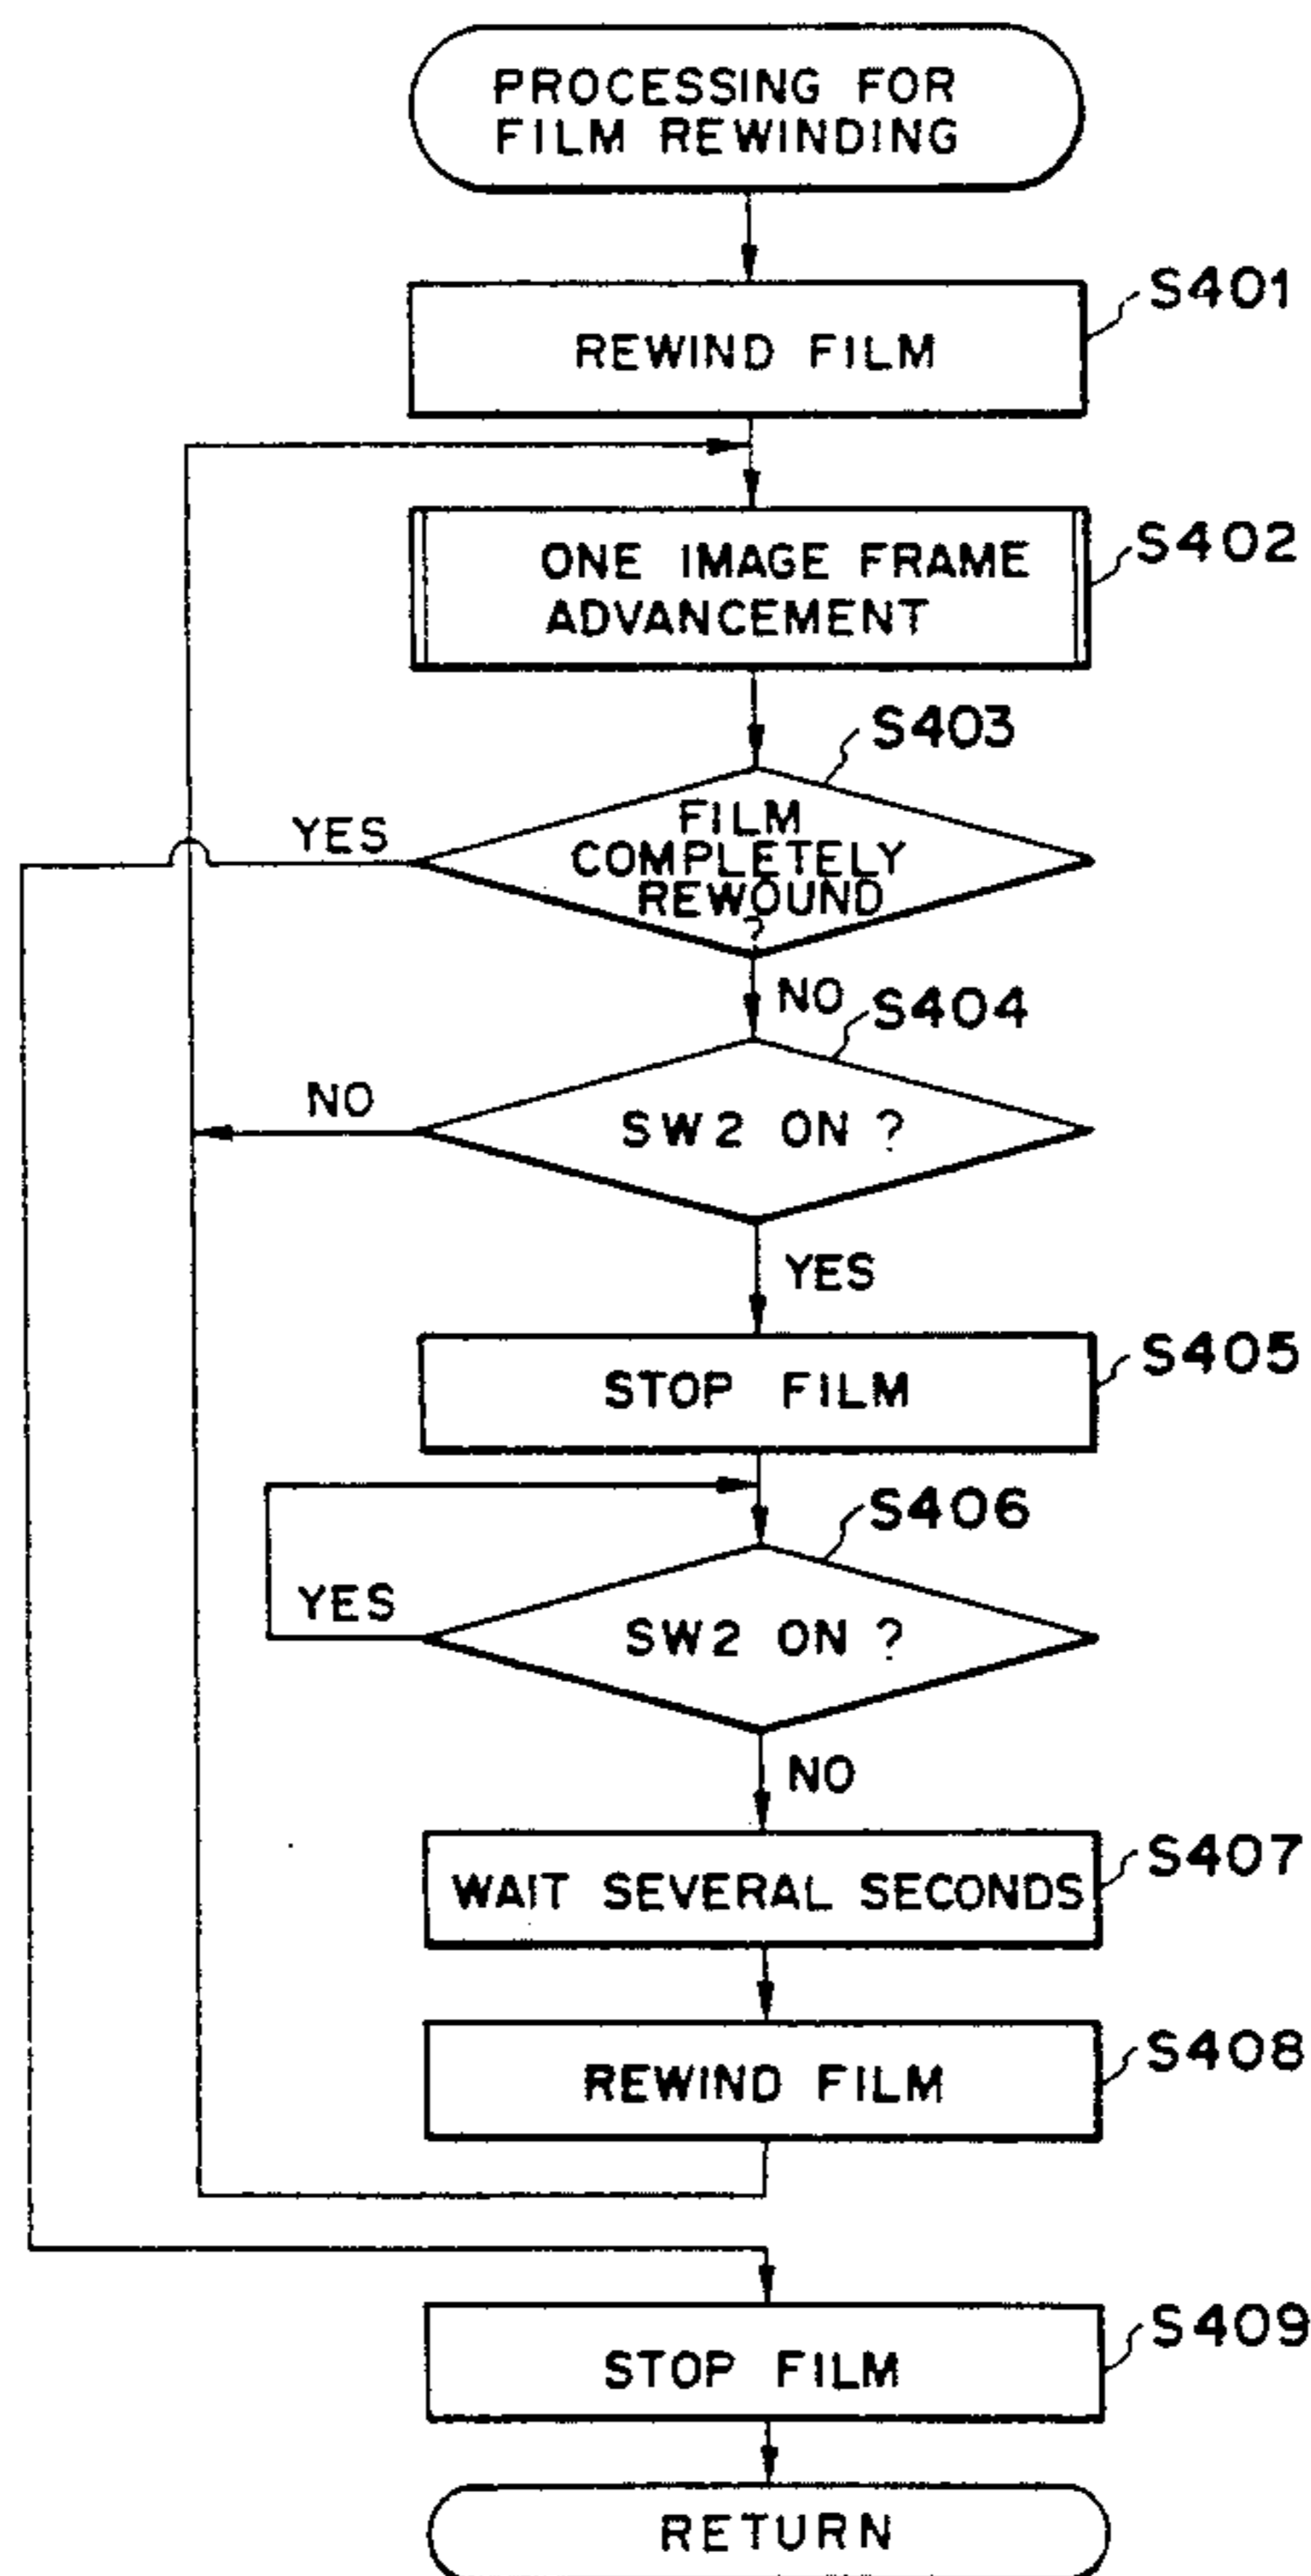 PROCESSING FOR
FILM REWINDING
S401
REWIND FILM
S402
ONE IMAGE FRAME
ADVANCEMENT
S403
YES
FILM
COMPLETELY
REWOUND
?
NO
S404
NO
SW2 ON ?
YES
S405
STOP FILM
S406
YES
SW2 ON ?
NO
S407
WAIT SEVERAL SECONDS
S408
REWIND FILM
S409
STOP FILM
RETURN